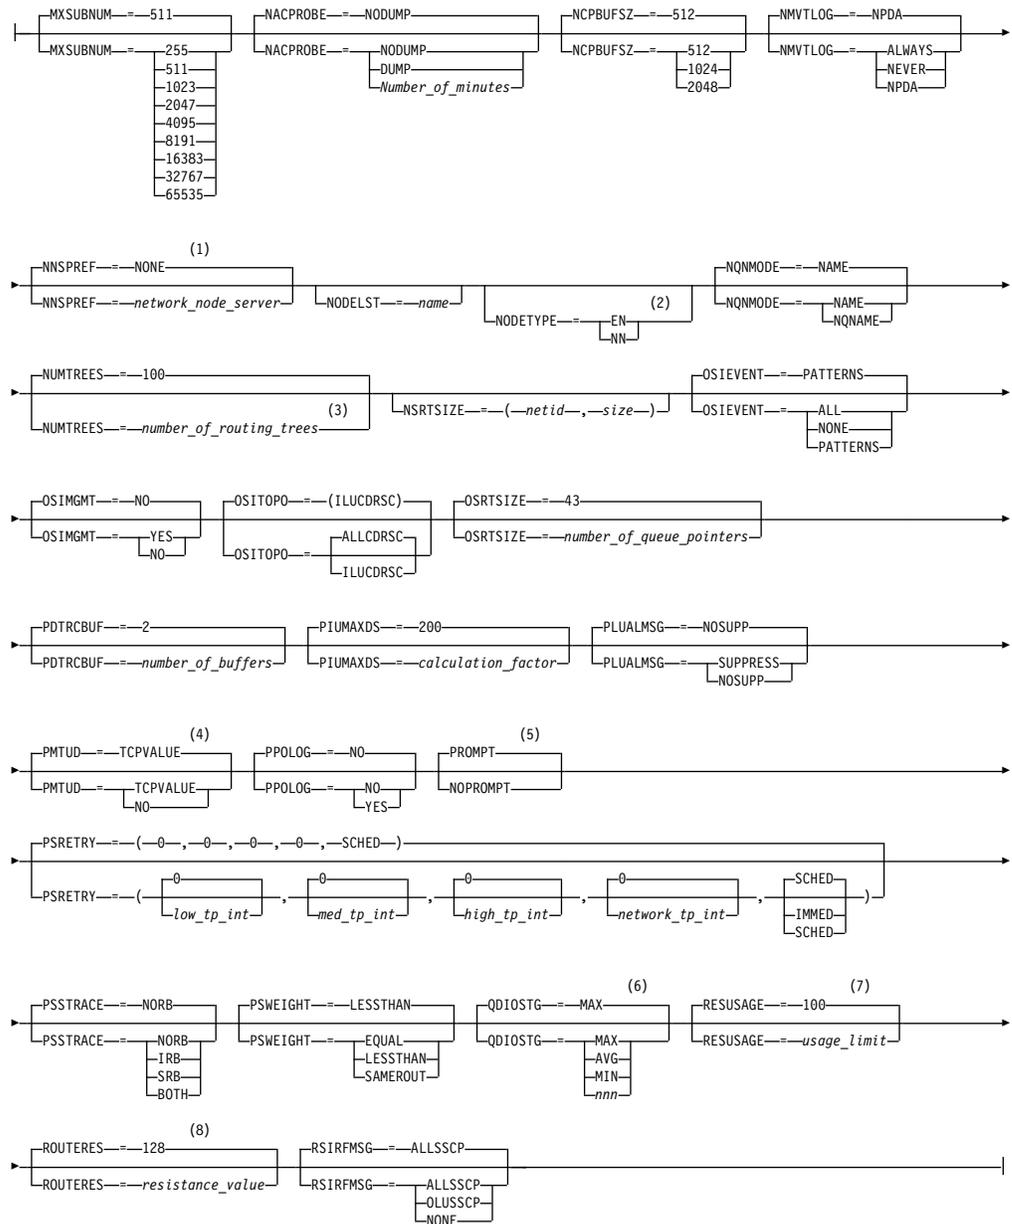 MXSUBNUM = 511 NACPROBE = NODUMP NCPBUFSZ = 512 NMVTLOG = NPDA
MXSUBNUM = 255 NACPROBE = NODUMP NCPBUFSZ = 512 NMVTLOG = ALWAYS
511 DUMP 1024 NEVER
1023 Number_of_minutes 2048 NPDA
2047
4095
8191
16383
32767
65535
(1)
NNSPREF = NONE NQNMODE = NAME
NNSPREF = network_node_server NODELST = name (2) NQNMODE = NAME
NODETYPE = EN NQNAME
NN
NUMTREES = 100 OSIEVENT = PATTERNS
(3) NSRTSIZE = ( netid , size ) OSIEVENT = ALL
NUMTREES = number_of_routing_trees NONE
PATTERNS
OSIMGMT = NO OSITOPO = (ILUCDRSC) OSRTSIZE = 43
OSIMGMT = YES ALLCDRSC OSRTSIZE = number_of_queue_pointers
NO OSITOPO = ILUCDRSC
PDTRCBUF = 2 PIUMAXDS = 200 PLUALMSG = NOSUPP
PDTRCBUF = number_of_buffers PIUMAXDS = calculation_factor PLUALMSG = SUPPRESS
NOSUPP
(4) (5)
PMTUD = TCPVALUE PPOLOG = NO PROMPT
PMTUD = TCPVALUE PPOLOG = NO NOPROMPT
NO YES
PSRETRY = ( 0 , 0 , 0 , 0 , SCHED )
0 0 0 0 SCHED
PSRETRY = ( low_tp_int , med_tp_int , high_tp_int , network_tp_int , IMMED )
SCHED
(6) (7)
PSSTRACE = NORB PSWEIGHT = LESSTHAN QDIOSTG = MAX RESUSAGE = 100
PSSTRACE = NORB PSWEIGHT = EQUAL QDIOSTG = MAX RESUSAGE = usage_limit
IRB LESSTHAN AVG
SRB SAMEROUT MIN
BOTH nnn
(8)
ROUTERES = 128 RSIRFMSG = ALLSSCP
ROUTERES = resistance_value RSIRFMSG = ALLSSCP
OLUSSCP
NONE